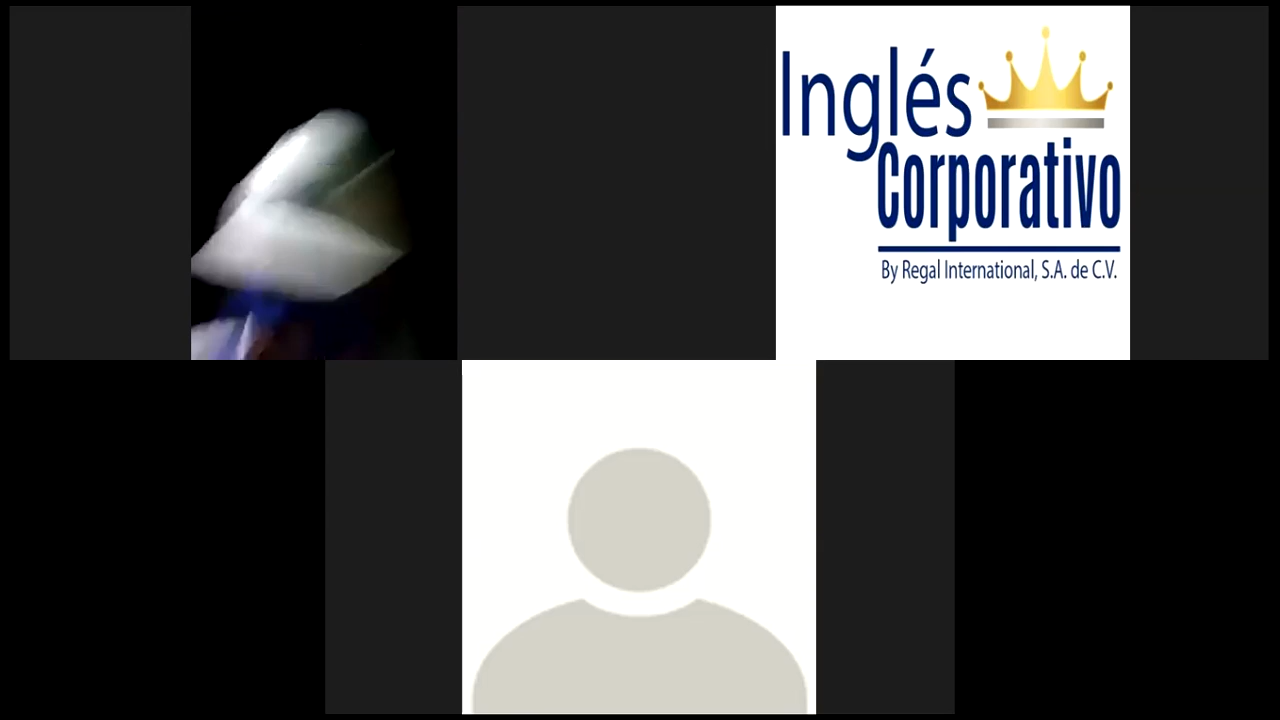 Inglés
Corporativo
By Regal International, S.A. de C.V.